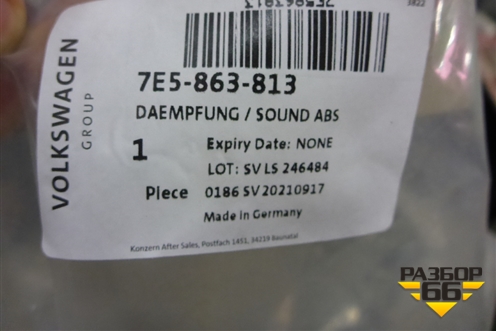 3822
VOLKSWAGEN
GROUP
7E5-863-813
DAEMPFUNG / SOUND ABS
1
Expiry Date: NONE
LOT: SV LS 246484
Piece
0186 SV 20210917
Made in Germany
Konzern After Sales, Postfach 1451, 34219 Baunatal
РАЗБОР
66